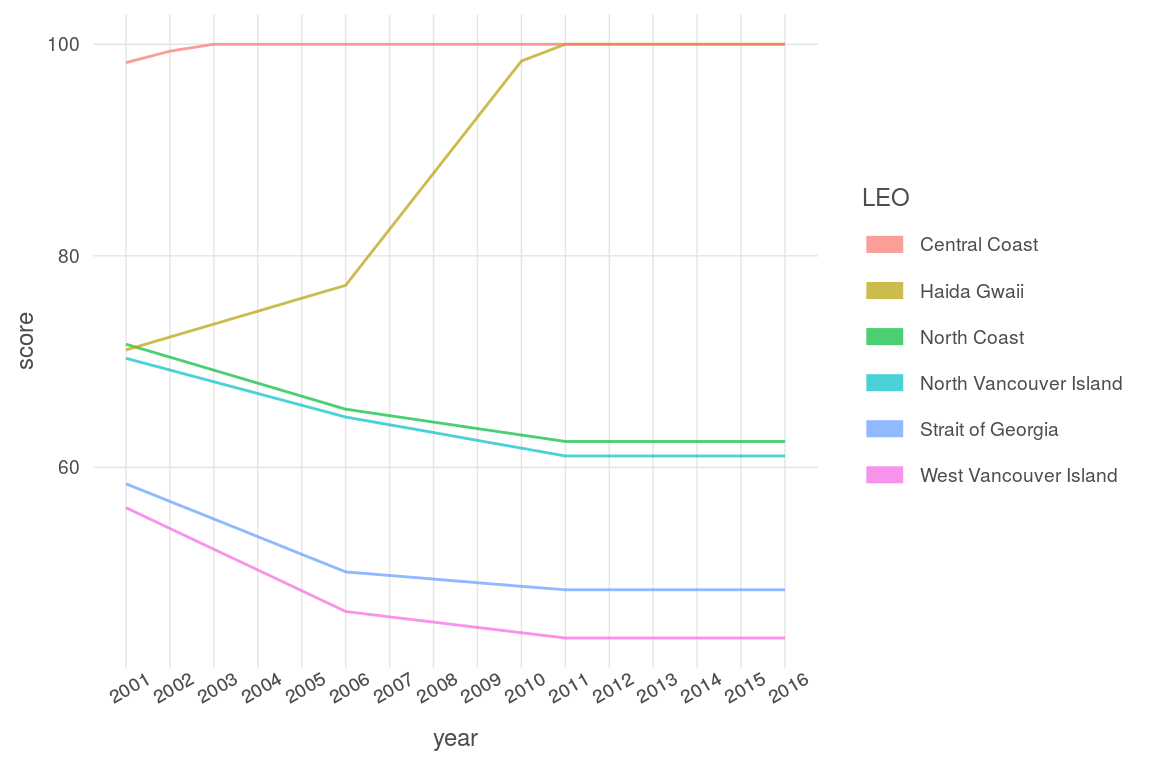 100
80
60
score
2001 2002 2003 2004 2005 2006 2007 2008 2009 2010 2011 2012 2013 2014 2015 2016
year
LEO
Central Coast
Haida Gwaii
North Coast
North Vancouver Island
Strait of Georgia
West Vancouver Island